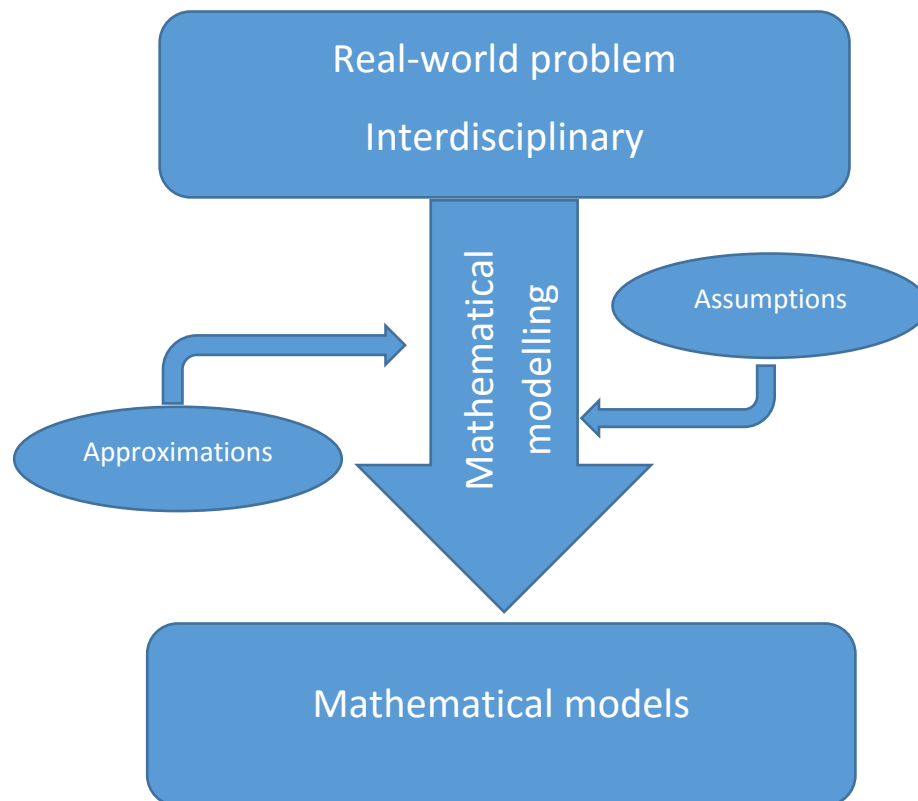 Real-world problem
Interdisciplinary
Mathematical
modelling
Assumptions
Approximations
Mathematical models